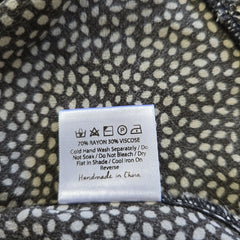 70% RAYON 30% VISCOSE
Cold Hand Wash Separately / Do
Not Soak / Do Not Bleach / Dry
Flat in Shade / Cool Iron On
Reverse
Handmade in China